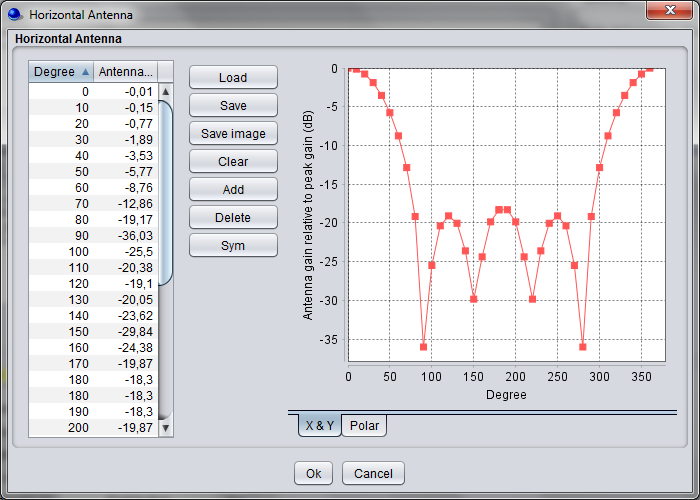 Horizontal Antenna
Horizontal Antenna
Degree Antenna...
0 -0,01
10 -0,15
20 -0,77
30 -1,89
40 -3,53
50 -5,77
60 -8,76
70 -12,86
80 -19,17
90 -36,03
100 -25,5
110 -20,38
120 -19,1
130 -20,05
140 -23,62
150 -29,84
160 -24,38
170 -19,87
180 -18,3
180 -18,3
190 -18,3
200 -19,87
Load
Save
Save image
Clear
Add
Delete
Sym
Antenna gain relative to peak gain (dB)
0
-5
-10
-15
-20
-25
-30
-35
0 50 100 150 200 250 300 350
Degree
X & Y Polar
Ok Cancel